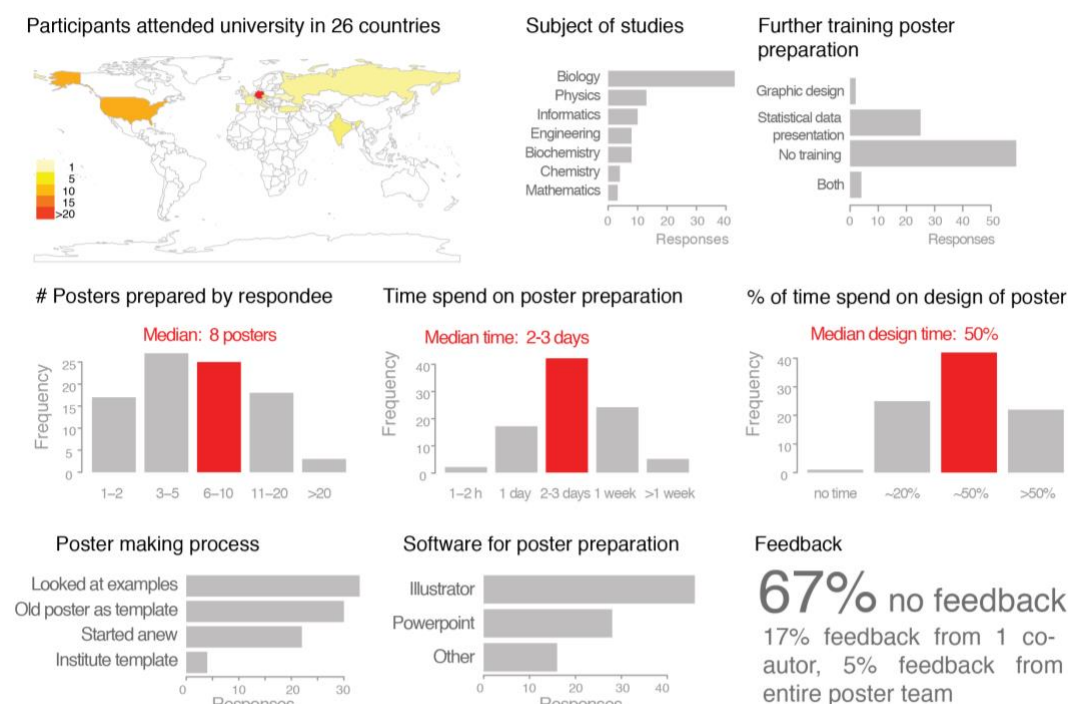 Participants attended university in 26 countries
1
5
10
15
>20
Subject of studies
Biology
Physics
Informatics
Engineering
Biochemistry
Chemistry
Mathematics
0 10 20 30 40
Responses
Further training poster
preparation
Graphic design
Statistical data
presentation
No training
Both
0 10 20 30 40 50
Responses
# Posters prepared by respondee
Median: 8 posters
Frequency
25
20
15
10
5
0
1–2 3–5 6–10 11–20 >20
Time spend on poster preparation
Median time: 2-3 days
Frequency
40
30
20
10
0
1–2 h 1 day 2-3 days 1 week >1 week
% of time spend on design of poster
Median design time: 50%
Frequency
40
30
20
10
0
no time ~20% ~50% >50%
Poster making process
Looked at examples
Old poster as template
Started anew
Institute template
0 10 20 30
Responses
Software for poster preparation
Illustrator
Powerpoint
Other
0 10 20 30 40
Responses
Feedback
67% no feedback
17% feedback from 1 co-
autor, 5% feedback from
entire poster team